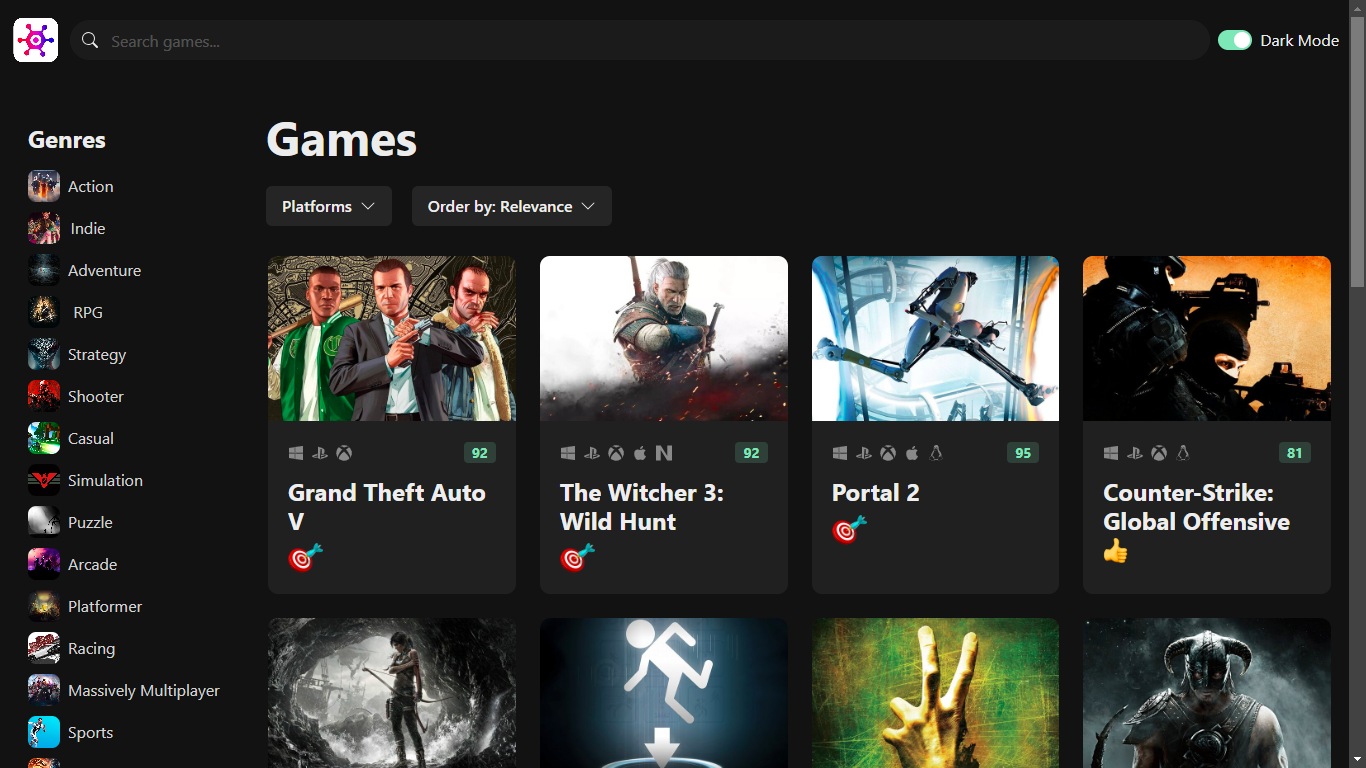 Search games...
Dark Mode
Genres
Action
Indie
Adventure
RPG
Strategy
Shooter
Casual
Simulation
Puzzle
Arcade
Platformer
Racing
Massively Multiplayer
Sports
Games
Platforms
Order by: Relevance
92
Grand Theft Auto
V
92
The Witcher 3:
Wild Hunt
95
Portal 2
81
Counter-Strike:
Global Offensive